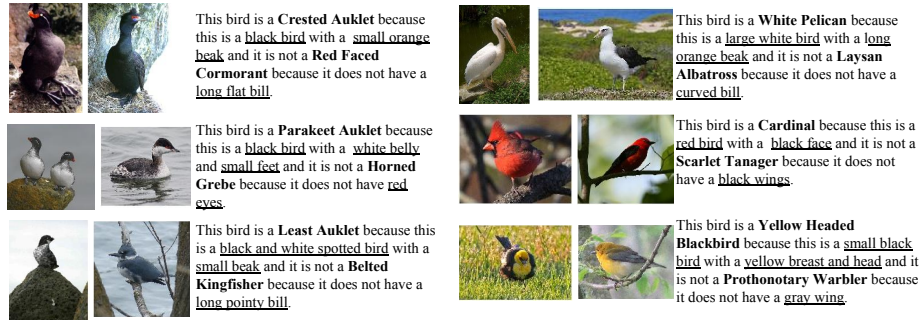 This bird is a Crested Auklet because
this is a black bird with a small orange
beak and it is not a Red Faced
Cormorant because it does not have a
long flat bill.
This bird is a Parakeet Auklet because
this is a black bird with a white belly
and small feet and it is not a Horned
Grebe because it does not have red
eyes.
This bird is a Least Auklet because this
is a black and white spotted bird with a
small beak and it is not a Belted
Kingfisher because it does not have a
long pointy bill.
This bird is a White Pelican because
this is a large white bird with a long
orange beak and it is not a Laysan
Albatross because it does not have a
curved bill.
This bird is a Cardinal because this is a
red bird with a black face and it is not a
Scarlet Tanager because it does not
have a black wings.
This bird is a Yellow Headed
Blackbird because this is a small black
bird with a yellow breast and head and it
is not a Prothonotary Warbler because
it does not have a gray wing.